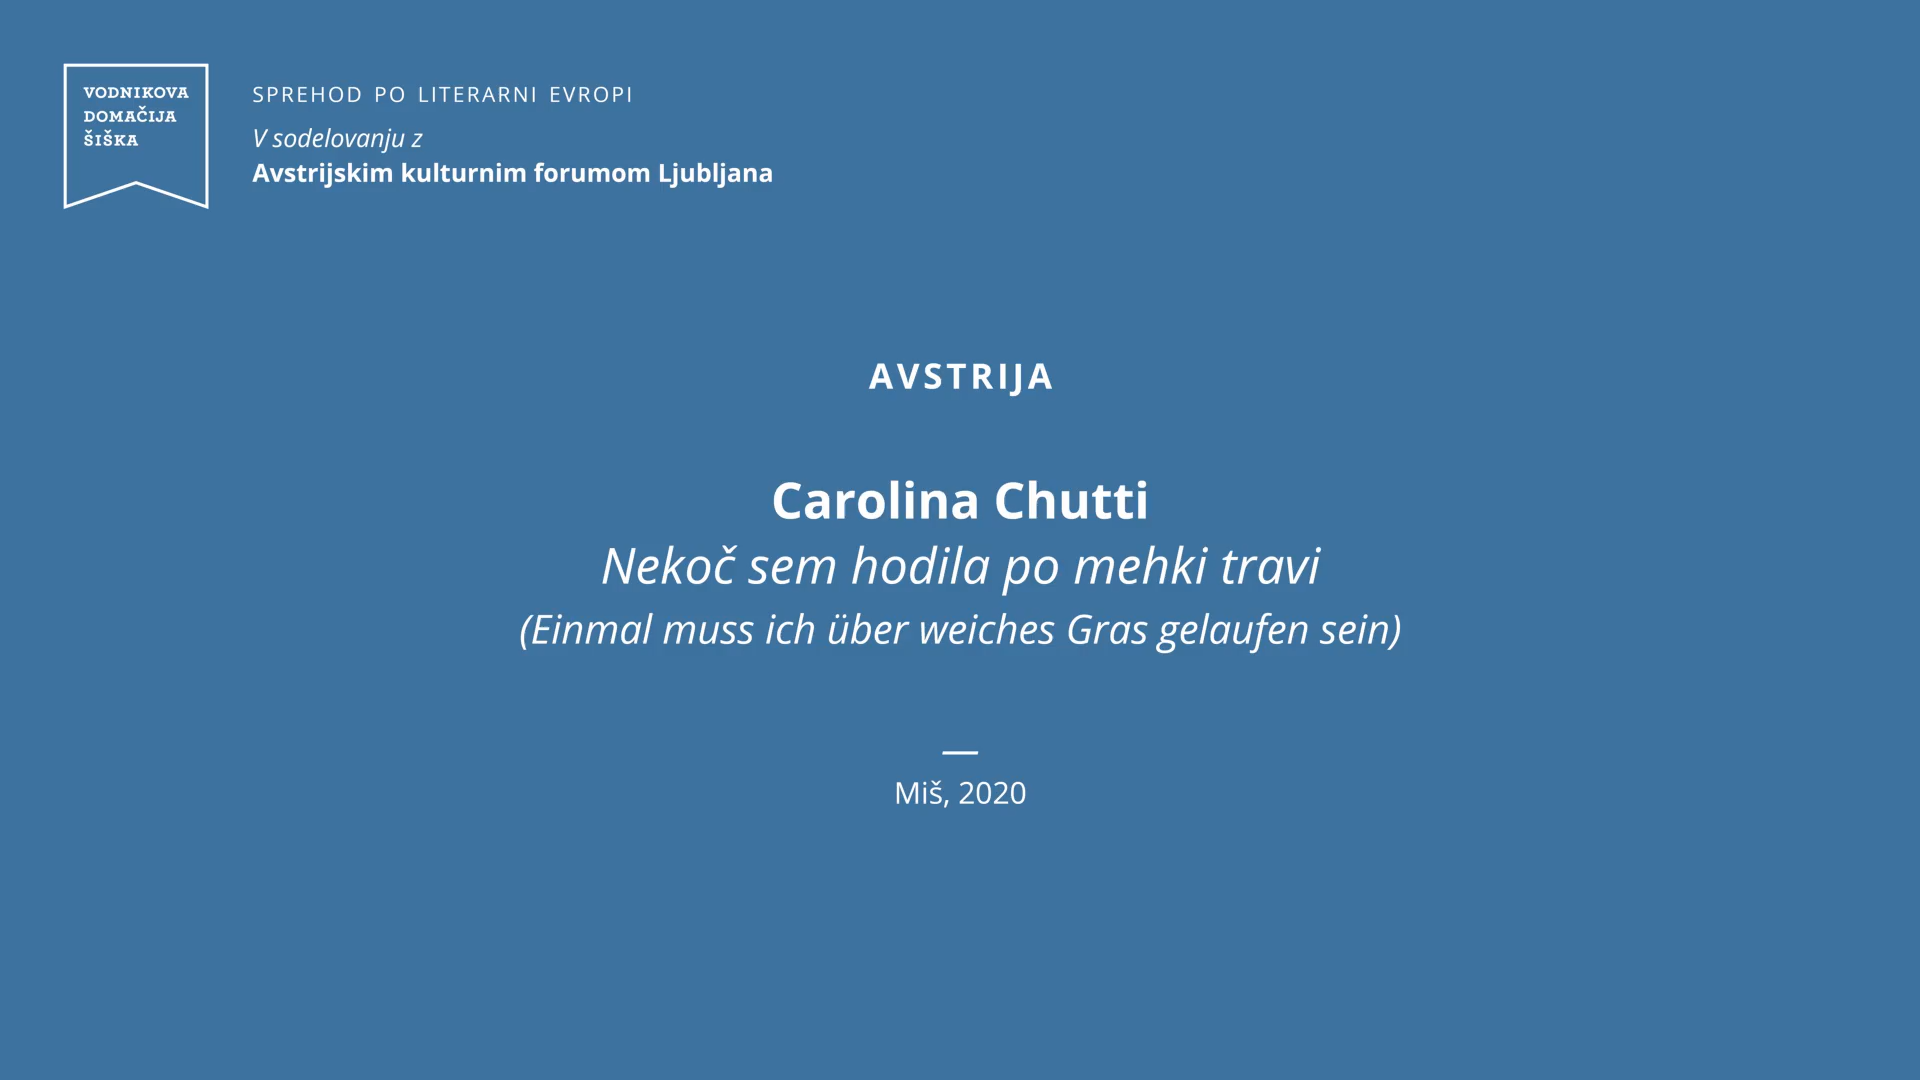 VODNIKOVA
DOMAČIJA
ŠIŠKA
SPREHOD PO LITERARNI EVROPI
V sodelovanju z
Avstrijskim kulturnim forumom Ljubljana
AVSTRIJA
Carolina Chutti
Nekoč sem hodila po mehki travi
(Einmal muss ich über weiches Gras gelaufen sein)
—
Miš, 2020